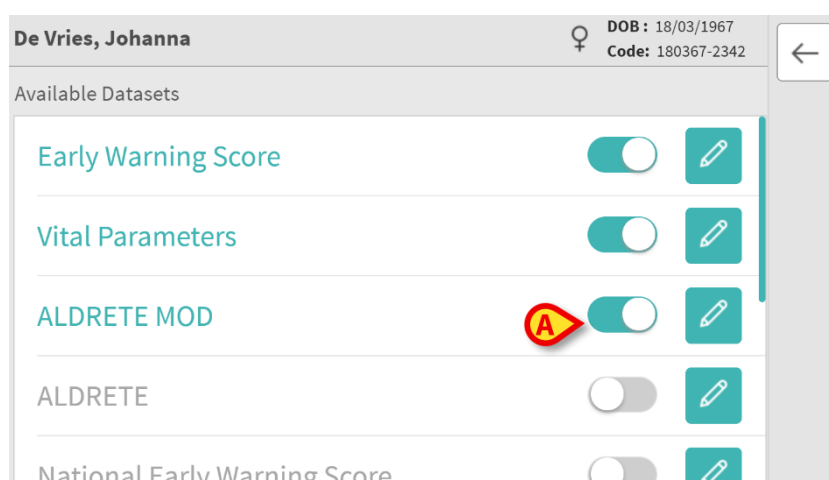 De Vries, Johanna
DOB : 18/03/1967
Code: 180367-2342
Available Datasets
Early Warning Score
Vital Parameters
ALDRETE MOD
A
ALDRETE
National Early Warning Score